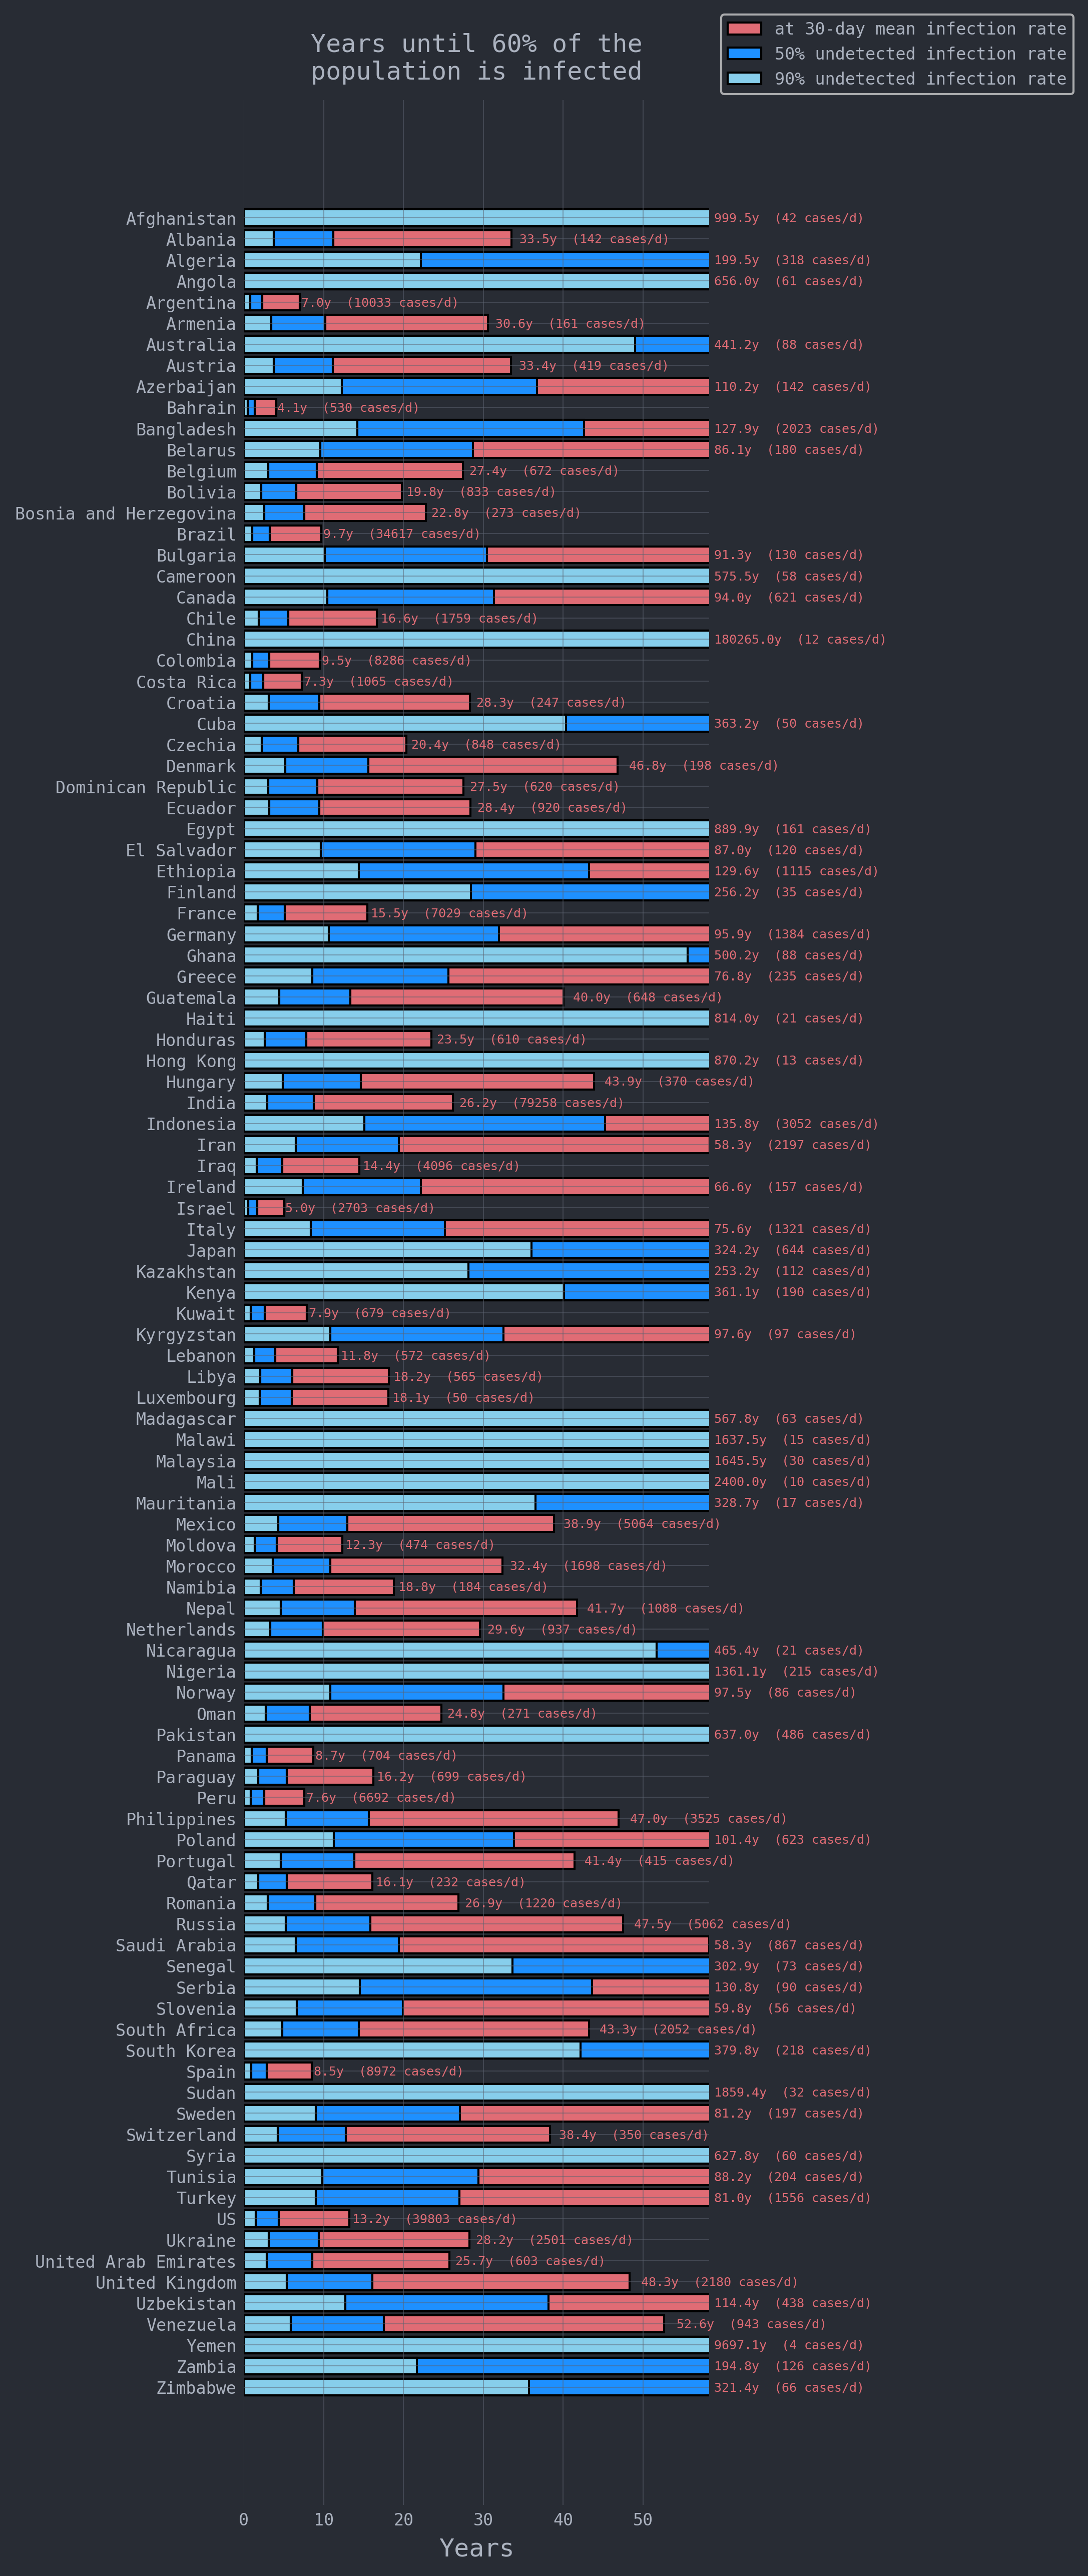 Years until 60% of the
population is infected
at 30-day mean infection rate
50% undetected infection rate
90% undetected infection rate
Afghanistan 999.5y (42 cases/d)
Albania 33.5y (142 cases/d)
Algeria 199.5y (318 cases/d)
Angola 656.0y (61 cases/d)
Argentina 7.0y (10033 cases/d)
Armenia 30.6y (161 cases/d)
Australia 441.2y (88 cases/d)
Austria 33.4y (419 cases/d)
Azerbaijan 110.2y (142 cases/d)
Bahrain 4.1y (530 cases/d)
Bangladesh 127.9y (2023 cases/d)
Belarus 86.1y (180 cases/d)
Belgium 27.4y (672 cases/d)
Bolivia 19.8y (833 cases/d)
Bosnia and Herzegovina 22.8y (273 cases/d)
Brazil 9.7y (34617 cases/d)
Bulgaria 91.3y (130 cases/d)
Cameroon 575.5y (58 cases/d)
Canada 94.0y (621 cases/d)
Chile 16.6y (1759 cases/d)
China 180265.0y (12 cases/d)
Colombia 9.5y (8286 cases/d)
Costa Rica 7.3y (1065 cases/d)
Croatia 28.3y (247 cases/d)
Cuba 363.2y (50 cases/d)
Czechia 20.4y (848 cases/d)
Denmark 46.8y (198 cases/d)
Dominican Republic 27.5y (620 cases/d)
Ecuador 28.4y (920 cases/d)
Egypt 889.9y (161 cases/d)
El Salvador 87.0y (120 cases/d)
Ethiopia 129.6y (1115 cases/d)
Finland 256.2y (35 cases/d)
France 15.5y (7029 cases/d)
Germany 95.9y (1384 cases/d)
Ghana 500.2y (88 cases/d)
Greece 76.8y (235 cases/d)
Guatemala 40.0y (648 cases/d)
Haiti 814.0y (21 cases/d)
Honduras 23.5y (610 cases/d)
Hong Kong 870.2y (13 cases/d)
Hungary 43.9y (370 cases/d)
India 26.2y (79258 cases/d)
Indonesia 135.8y (3052 cases/d)
Iran 58.3y (2197 cases/d)
Iraq 14.4y (4096 cases/d)
Ireland 66.6y (157 cases/d)
Israel 5.0y (2703 cases/d)
Italy 75.6y (1321 cases/d)
Japan 324.2y (644 cases/d)
Kazakhstan 253.2y (112 cases/d)
Kenya 361.1y (190 cases/d)
Kuwait 7.9y (679 cases/d)
Kyrgyzstan 97.6y (97 cases/d)
Lebanon 11.8y (572 cases/d)
Libya 18.2y (565 cases/d)
Luxembourg 18.1y (50 cases/d)
Madagascar 567.8y (63 cases/d)
Malawi 1637.5y (15 cases/d)
Malaysia 1645.5y (30 cases/d)
Mali 2400.0y (10 cases/d)
Mauritania 328.7y (17 cases/d)
Mexico 38.9y (5064 cases/d)
Moldova 12.3y (474 cases/d)
Morocco 32.4y (1698 cases/d)
Namibia 18.8y (184 cases/d)
Nepal 41.7y (1088 cases/d)
Netherlands 29.6y (937 cases/d)
Nicaragua 465.4y (21 cases/d)
Nigeria 1361.1y (215 cases/d)
Norway 97.5y (86 cases/d)
Oman 24.8y (271 cases/d)
Pakistan 637.0y (486 cases/d)
Panama 8.7y (704 cases/d)
Paraguay 16.2y (699 cases/d)
Peru 7.6y (6692 cases/d)
Philippines 47.0y (3525 cases/d)
Poland 101.4y (623 cases/d)
Portugal 41.4y (415 cases/d)
Qatar 16.1y (232 cases/d)
Romania 26.9y (1220 cases/d)
Russia 47.5y (5062 cases/d)
Saudi Arabia 58.3y (867 cases/d)
Senegal 302.9y (73 cases/d)
Serbia 130.8y (90 cases/d)
Slovenia 59.8y (56 cases/d)
South Africa 43.3y (2052 cases/d)
South Korea 379.8y (218 cases/d)
Spain 8.5y (8972 cases/d)
Sudan 1859.4y (32 cases/d)
Sweden 81.2y (197 cases/d)
Switzerland 38.4y (350 cases/d)
Syria 627.8y (60 cases/d)
Tunisia 88.2y (204 cases/d)
Turkey 81.0y (1556 cases/d)
US 13.2y (39803 cases/d)
Ukraine 28.2y (2501 cases/d)
United Arab Emirates 25.7y (603 cases/d)
United Kingdom 48.3y (2180 cases/d)
Uzbekistan 114.4y (438 cases/d)
Venezuela 52.6y (943 cases/d)
Yemen 9697.1y (4 cases/d)
Zambia 194.8y (126 cases/d)
Zimbabwe 321.4y (66 cases/d)
0 10 20 30 40 50
Years